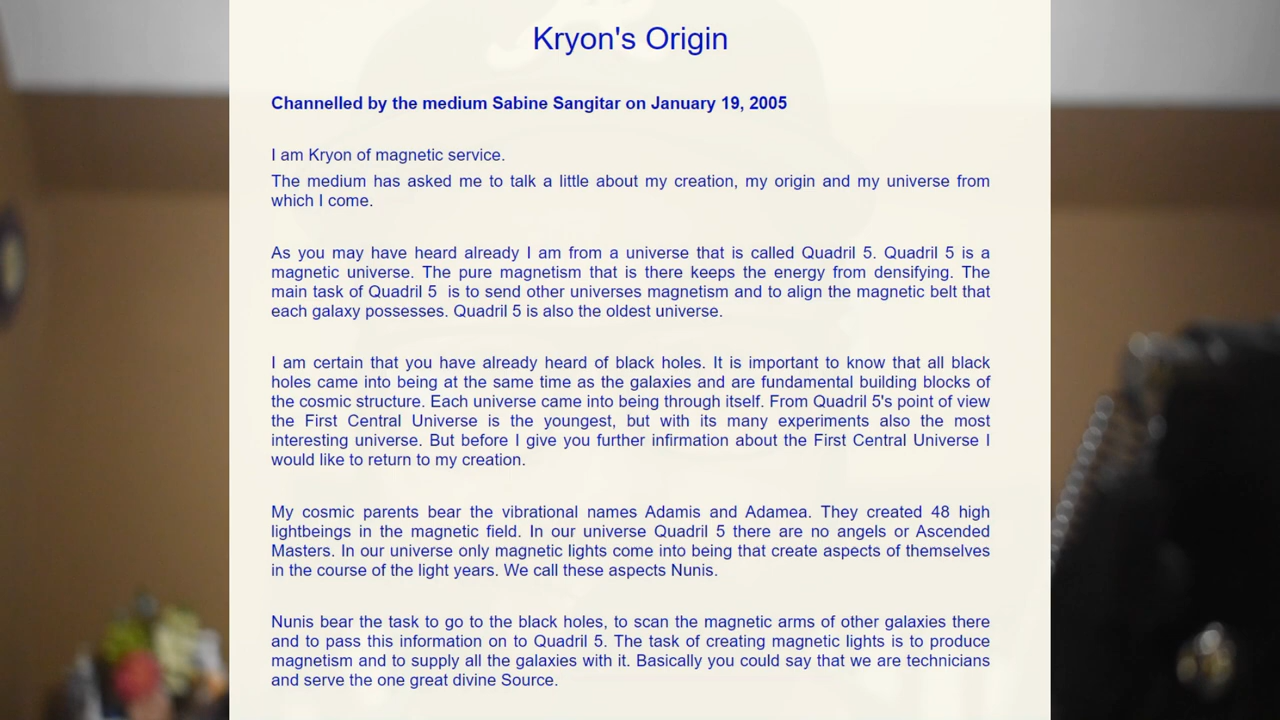 Kryon's Origin
Channelled by the medium Sabine Sangitar on January 19, 2005
I am Kryon of magnetic service.
The medium has asked me to talk a little about my creation, my origin and my universe from
which I come.
As you may have heard already I am from a universe that is called Quadril 5. Quadril 5 is a
magnetic universe. The pure magnetism that is there keeps the energy from densifying. The
main task of Quadril 5  is to send other universes magnetism and to align the magnetic belt that
each galaxy possesses. Quadril 5 is also the oldest universe.
I am certain that you have already heard of black holes. It is important to know that all black
holes came into being at the same time as the galaxies and are fundamental building blocks of
the cosmic structure. Each universe came into being through itself. From Quadril 5's point of view
the First Central Universe is the youngest, but with its many experiments also the most
interesting universe. But before I give you further infirmation about the First Central Universe I
would like to return to my creation.
My cosmic parents bear the vibrational names Adamis and Adamea. They created 48 high
lightbeings in the magnetic field. In our universe Quadril 5 there are no angels or Ascended
Masters. In our universe only magnetic lights come into being that create aspects of themselves
in the course of the light years. We call these aspects Nunis.
Nunis bear the task to go to the black holes, to scan the magnetic arms of other galaxies there
and to pass this information on to Quadril 5. The task of creating magnetic lights is to produce
magnetism and to supply all the galaxies with it. Basically you could say that we are technicians
and serve the one great divine Source.